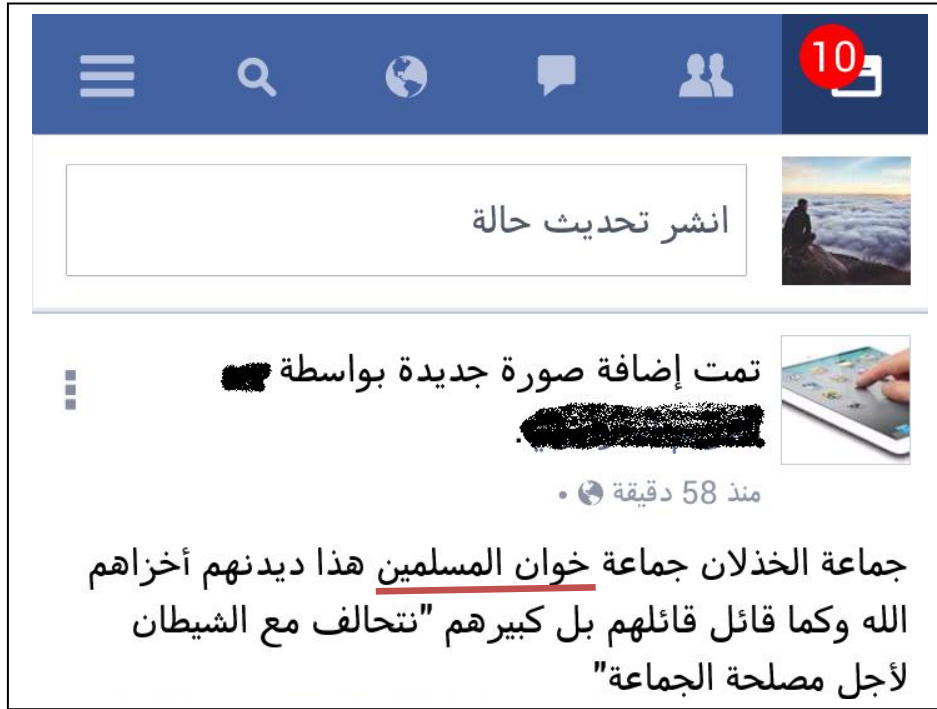 10
انشر تحديث حالة
تمت إضافة صورة جديدة بواسطة
منذ 58 دقيقة
جماعة الخذلان جماعة خوان المسلمين هذا ديدنهم أخزاهم
الله وكما قائل قائلهم بل كبيرهم "نتحالف مع الشيطان
لأجل مصلحة الجماعة"